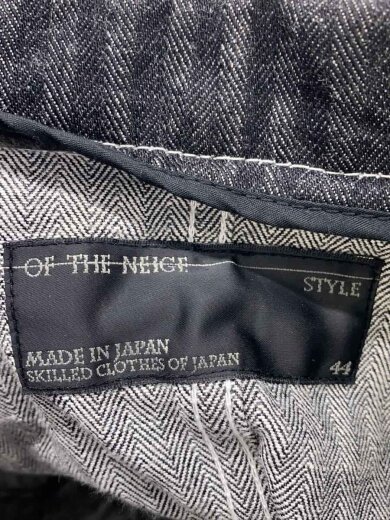 OF THE NEIGE
STYLE
MADE IN JAPAN
SKILLED CLOTHES OF JAPAN
44